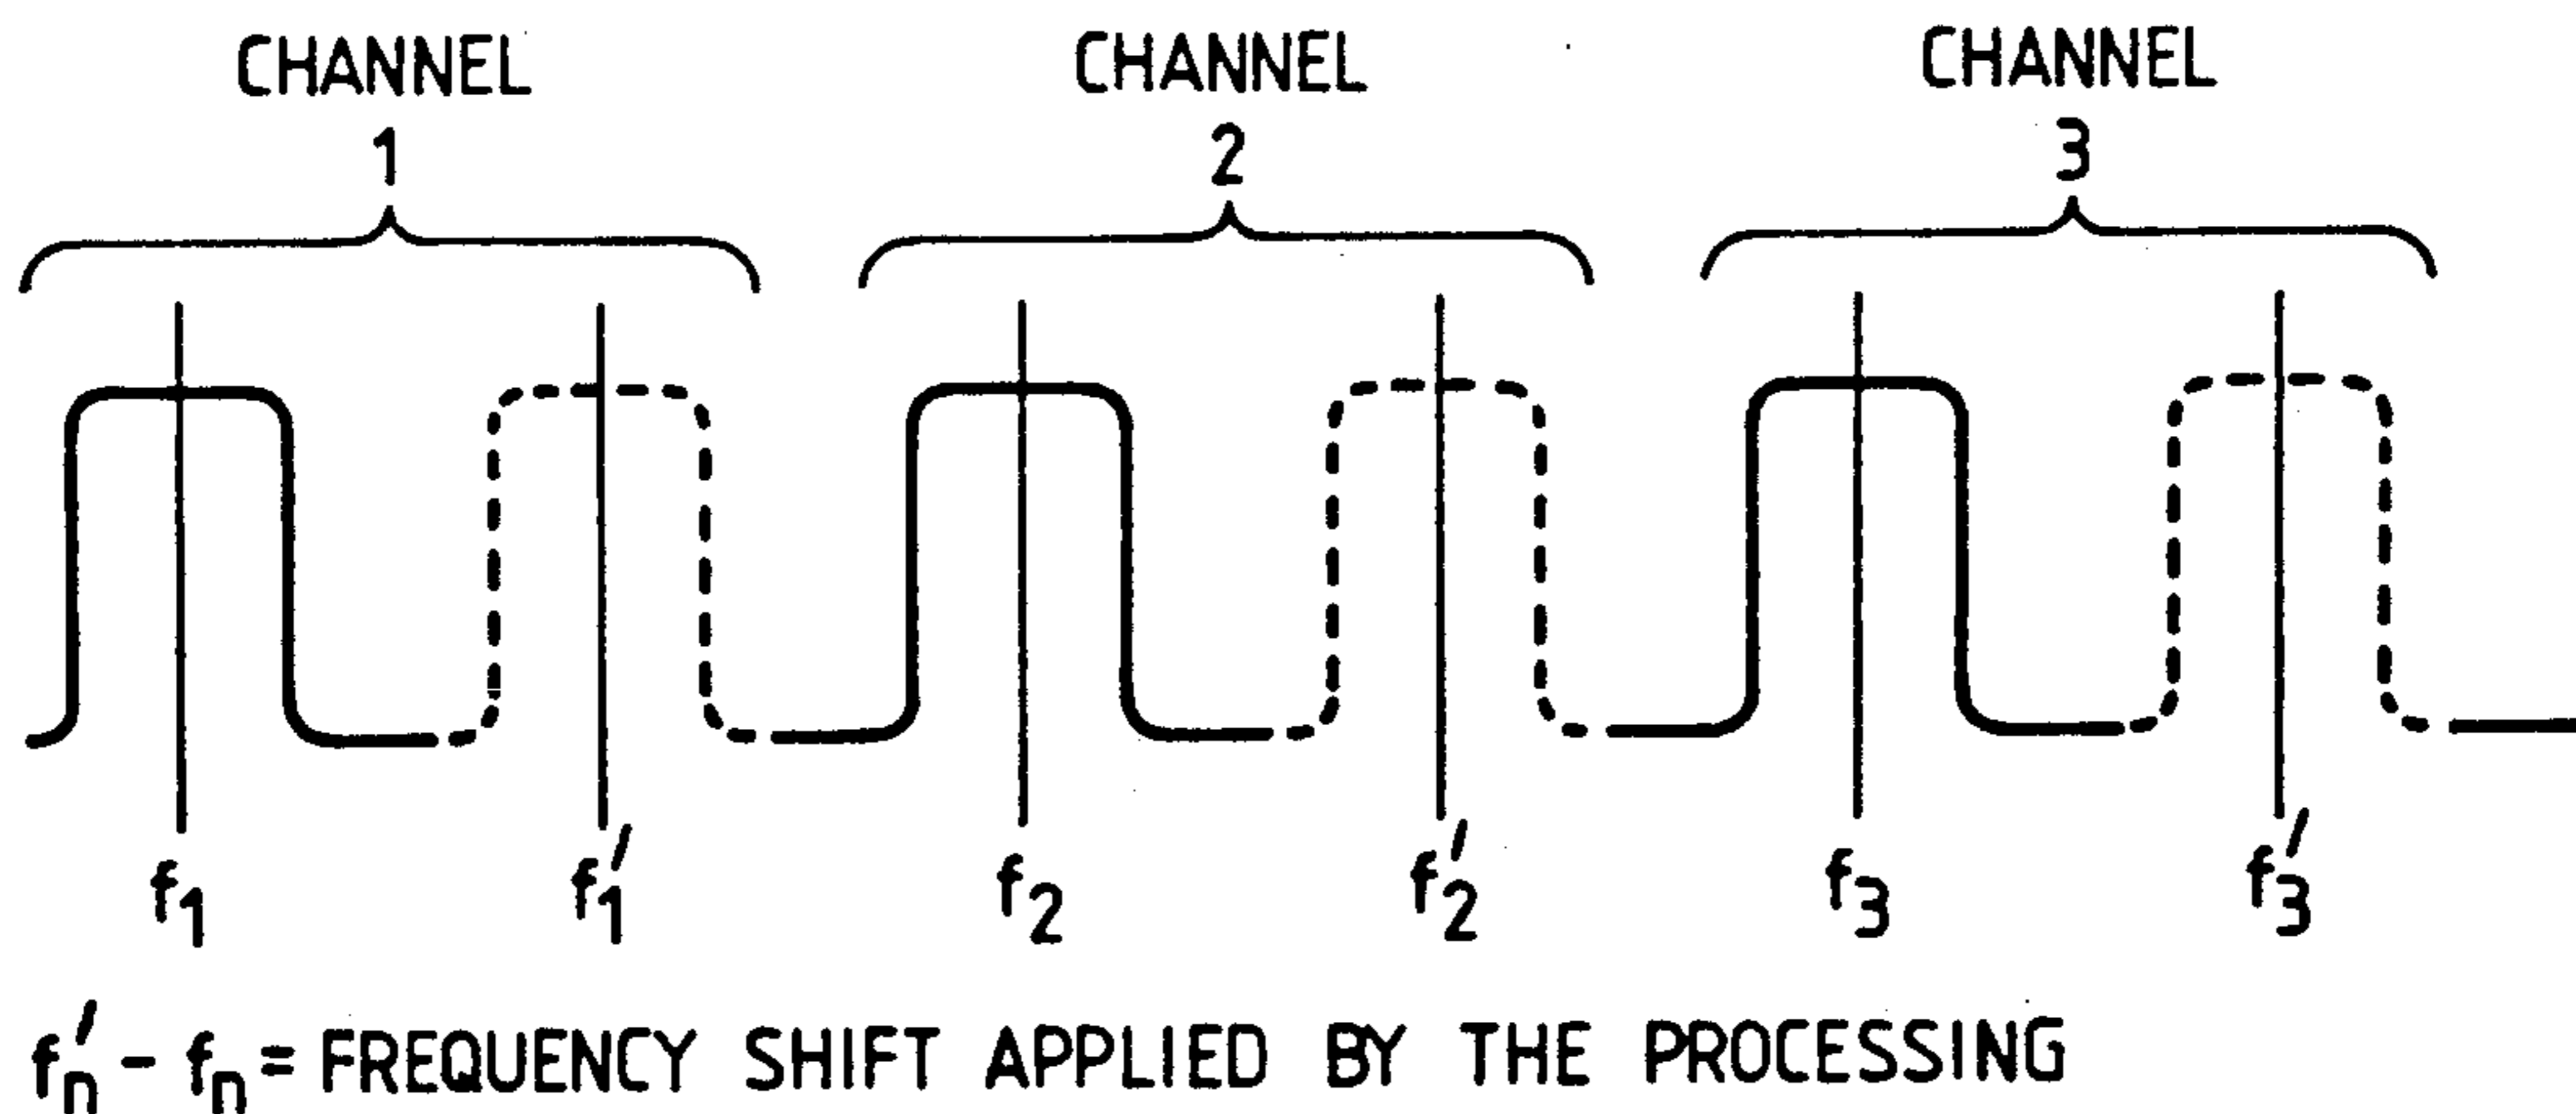 CHANNEL 1
CHANNEL 2
CHANNEL 3
f₁ f₁′ f₂ f₂′ f₃ f₃′
fₙ′ - fₙ = FREQUENCY SHIFT APPLIED BY THE PROCESSING